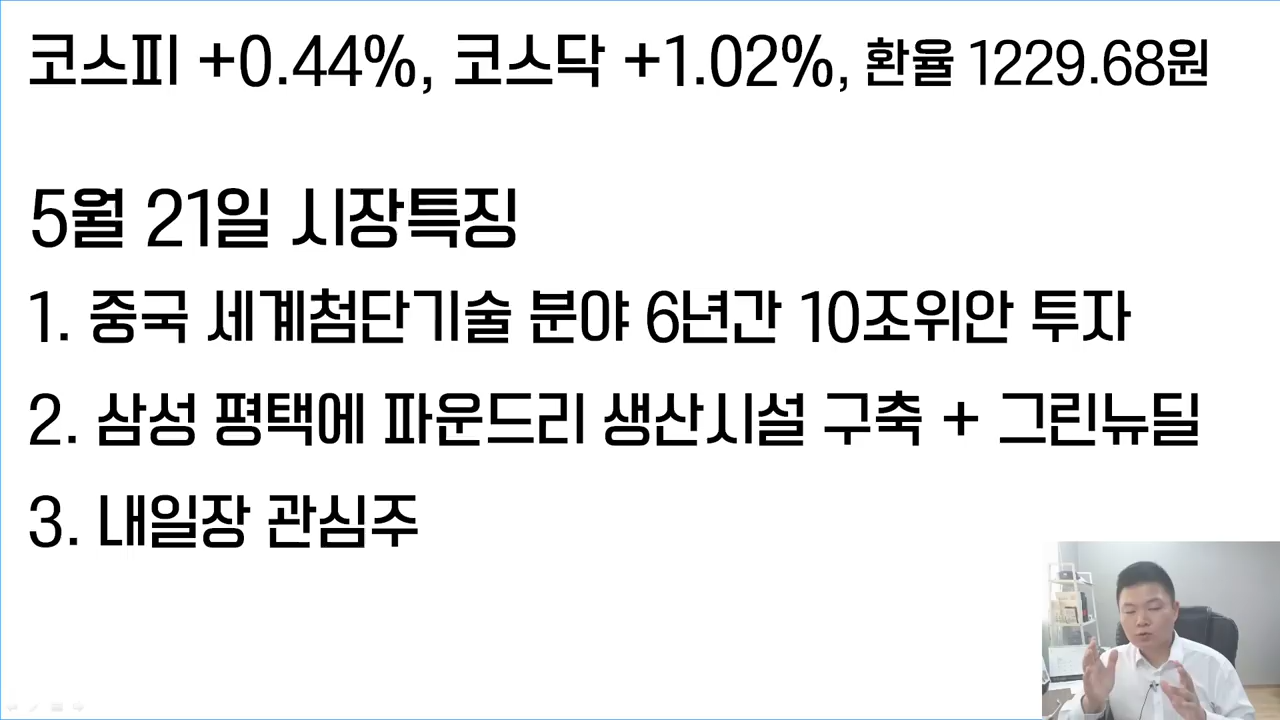 코스피 +0.44%, 코스닥 +1.02%, 환율 1229.68원
5월 21일 시장특징
1. 중국 세계첨단기술 분야 6년간 10조위안 투자
2. 삼성 평택에 파운드리 생산시설 구축 + 그린뉴딜
3. 내일장 관심주